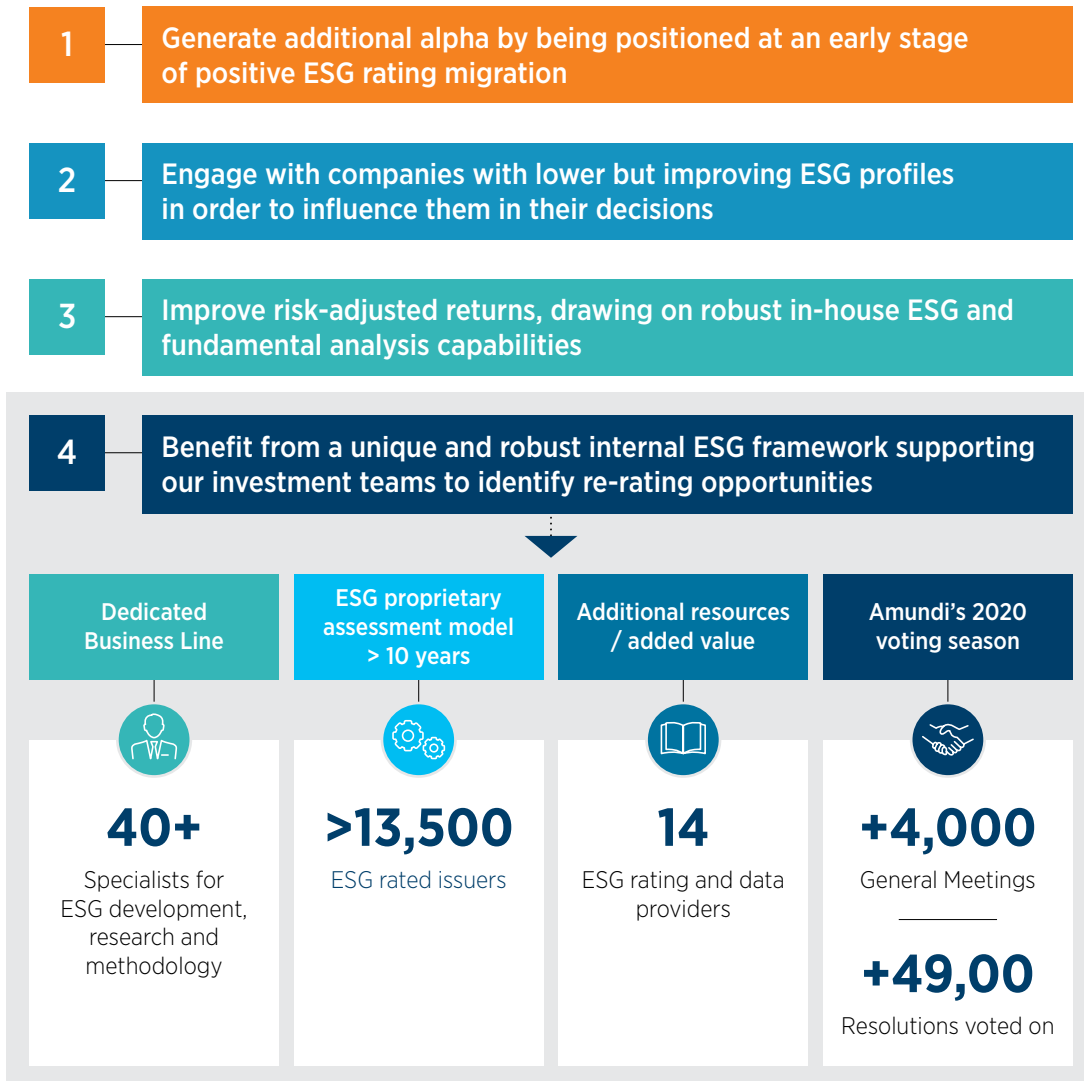 1
Generate additional alpha by being positioned at an early stage
of positive ESG rating migration
2
Engage with companies with lower but improving ESG profiles
in order to influence them in their decisions
3
Improve risk-adjusted returns, drawing on robust in-house ESG and
fundamental analysis capabilities
4
Benefit from a unique and robust internal ESG framework supporting
our investment teams to identify re-rating opportunities
Dedicated
Business Line
40+
Specialists for
ESG development,
research and
methodology
ESG proprietary
assessment model
> 10 years
>13,500
ESG rated issuers
Additional resources
/ added value
14
ESG rating and data
providers
Amundi's 2020
voting season
+4,000
General Meetings
+49,00
Resolutions voted on